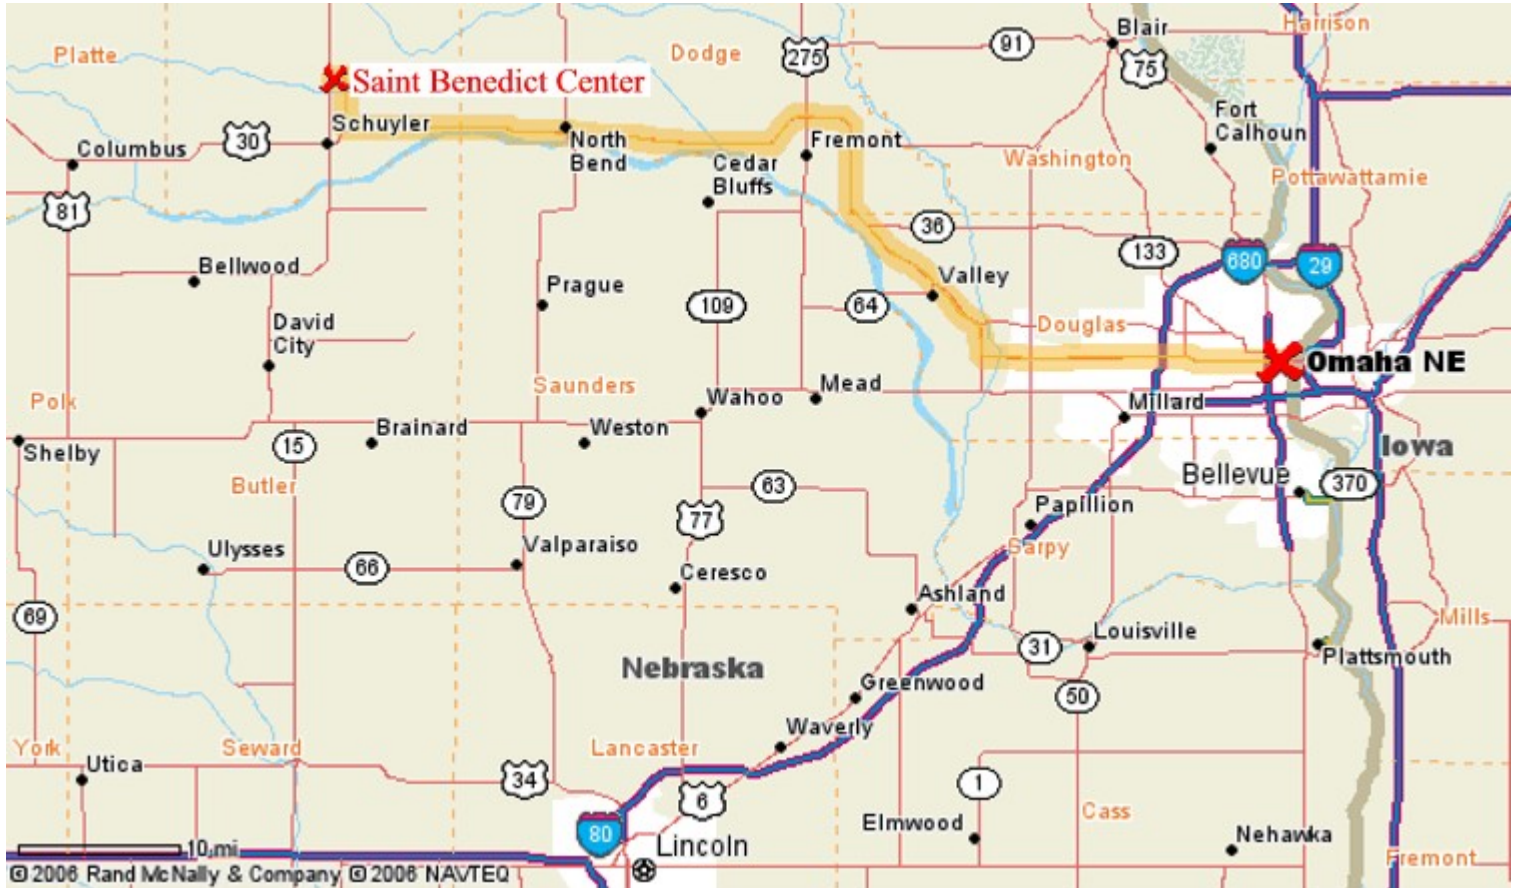 Harrison
Blair
91
Platte
Dodge
275
75
Saint Benedict Center
Fort
Calhoun
Schuyler
30
Columbus
North
Bend
Fremont
Cedar
Bluffs
Washington
Pottawattamie
81
36
133
680
29
Bellwood
Valley
Prague
109
64
David
City
Douglas
Omaha NE
Saunders
Mead
Wahoo
Millard
Polk
Brainard
Weston
Shelby
15
Iowa
Bellevue
370
Butler
63
79
77
Papillion
Sarpy
Ulysses
Valparaiso
66
Ceresco
Ashland
69
Mills
Louisville
31
Plattsmouth
Nebraska
Greenwood
50
Waverly
York
Seward
Lancaster
Utica
34
1
6
Cass
Elmwood
80
Nehawka
Lincoln
10 mi
Fremont
© 2006 Rand McNally & Company © 2006 NAVTEQ